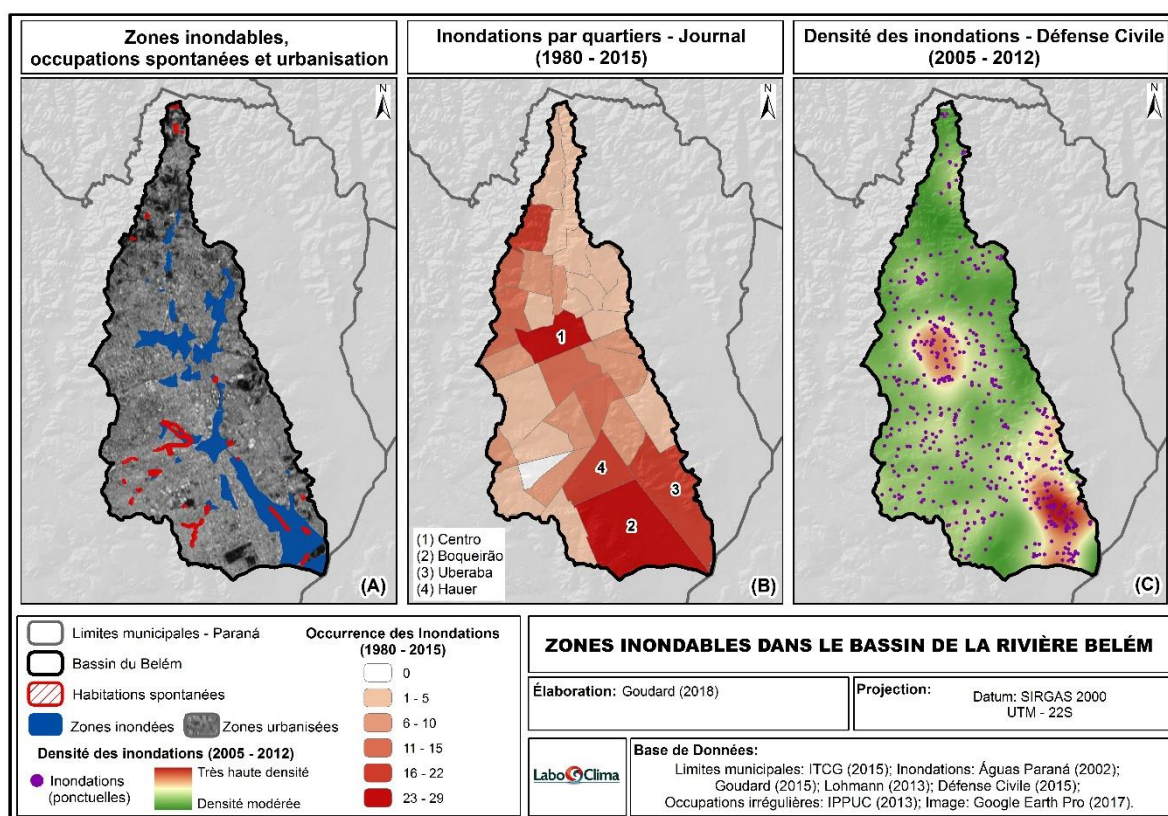 Zones inondables,
occupations spontanées et urbanisation
Inondations par quartiers - Journal
(1980 - 2015)
Densité des inondations - Défense Civile
(2005 - 2012)
N
N
N
1
4
3
2
(1) Centro
(2) Boqueirão
(3) Uberaba
(4) Hauer
(A)
(B)
(C)
Limites municipales - Paraná
Bassin du Belém
Habitations spontanées
Zones inondées
Zones urbanisées
Densité des inondations (2005 - 2012)
Inondations
(ponctuelles)
Très haute densité
Densité modérée
Occurrence des Inondations
(1980 - 2015)
0
1 - 5
6 - 10
11 - 15
16 - 22
23 - 29
ZONES INONDABLES DANS LE BASSIN DE LA RIVIÈRE BELÉM
Élaboration: Goudard (2018)
Projection:
Datum: SIRGAS 2000
UTM - 22S
LaboClima
Base de Données:
Limites municipales: ITCG (2015); Inondations: Águas Paraná (2002);
Goudard (2015); Lohmann (2013); Défense Civile (2015);
Occupations irrégulières: IPPUC (2013); Image: Google Earth Pro (2017).